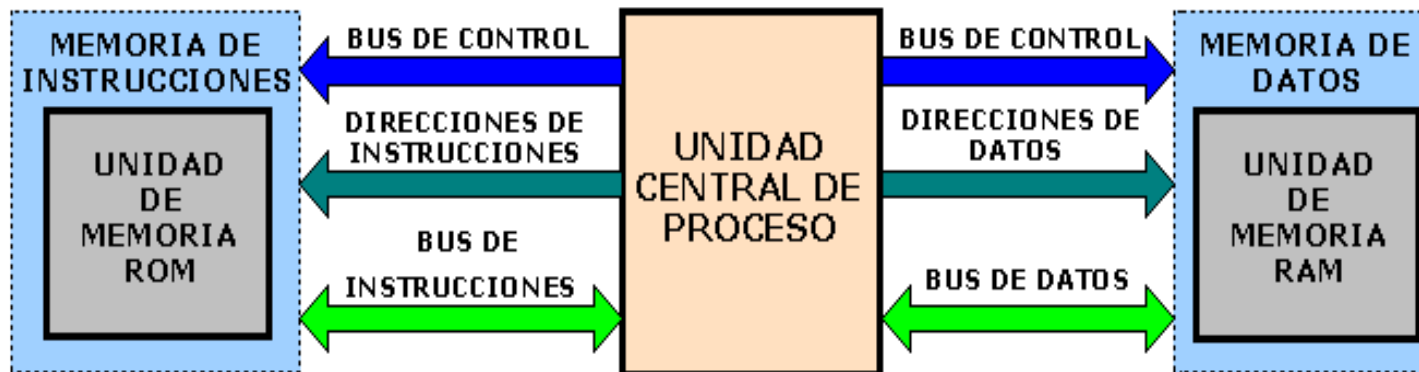 MEMORIA DE
INSTRUCCIONES
UNIDAD
DE
MEMORIA
ROM
BUS DE CONTROL
DIRECCIONES DE
INSTRUCCIONES
BUS DE
INSTRUCCIONES
UNIDAD
CENTRAL DE
PROCESO
BUS DE CONTROL
DIRECCIONES DE
DATOS
BUS DE DATOS
MEMORIA DE
DATOS
UNIDAD
DE
MEMORIA
RAM